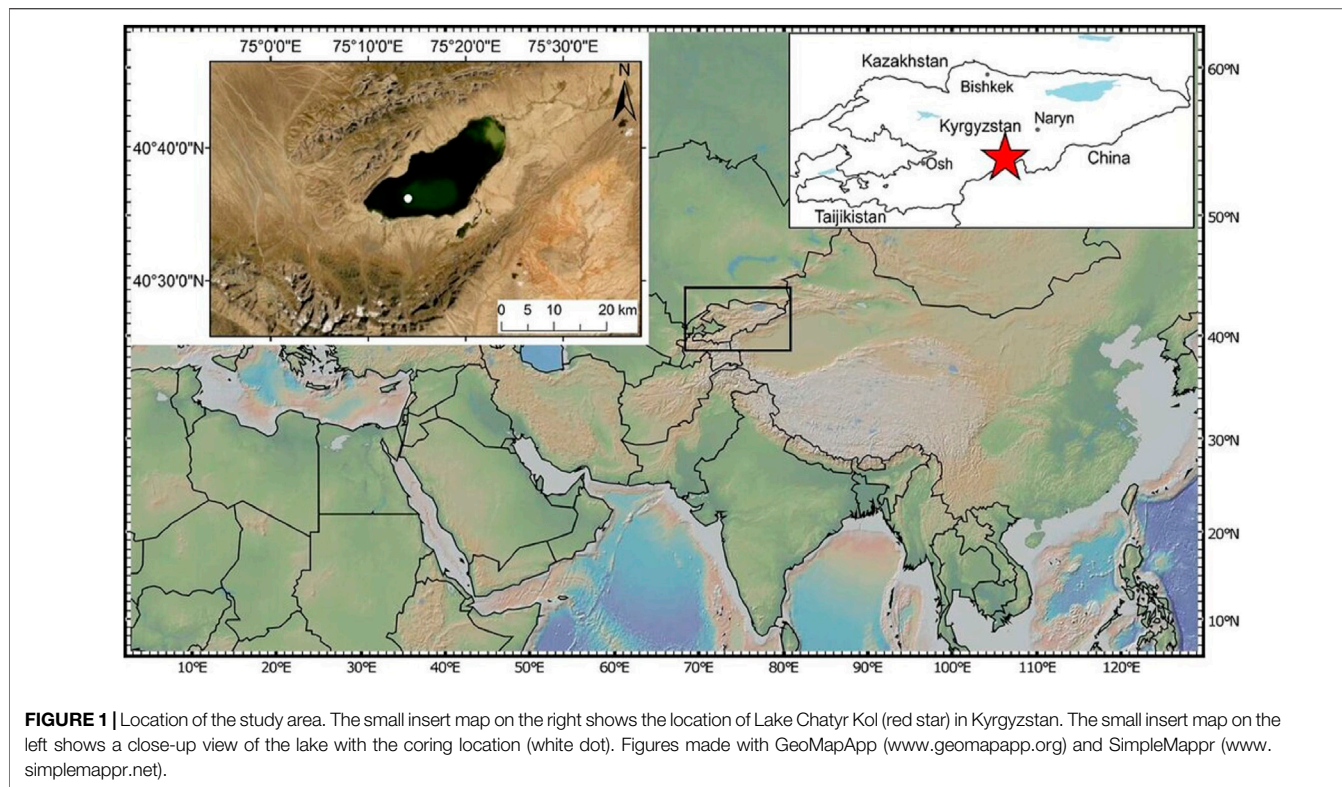 75°0'0"E 75°10'0"E 75°20'0"E 75°30'0"E
N
40°40'0"N
40°30'0"N
0 5 10 20 km
Kazakhstan
Bishkek
Naryn
Kyrgyzstan
Osh
China
Taijikistan
60°N
50°N
40°N
30°N
20°N
10°N
10°E 20°E 30°E 40°E 50°E 60°E 70°E 80°E 90°E 100°E 110°E 120°E
FIGURE 1 | Location of the study area. The small insert map on the right shows the location of Lake Chatyr Kol (red star) in Kyrgyzstan. The small insert map on the
left shows a close-up view of the lake with the coring location (white dot). Figures made with GeoMapApp (www.geomapapp.org) and SimpleMappr (www.
simplemappr.net).